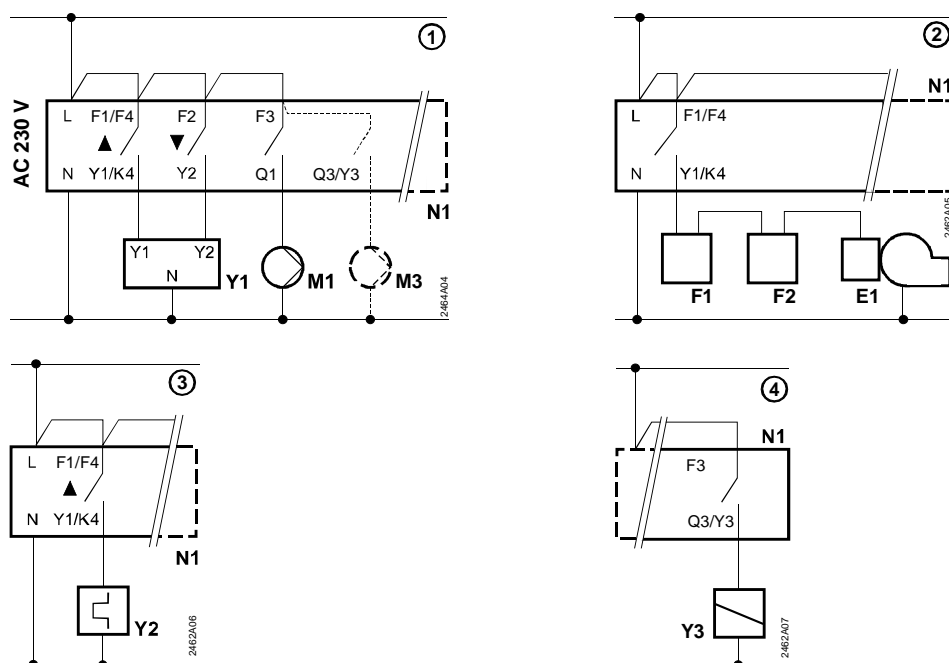 1
AC 230 V
L F1/F4 F2 F3
N Y1/K4 Y2 Q1 Q3/Y3
N1
Y1 Y2
N
Y1 M1 M3
2464A04
2
N1
L F1/F4
N Y1/K4
F1 F2 E1
2462A05
3
L F1/F4
N Y1/K4
N1
Y2
2462A06
4
N1
F3
Q3/Y3
Y3
2462A07